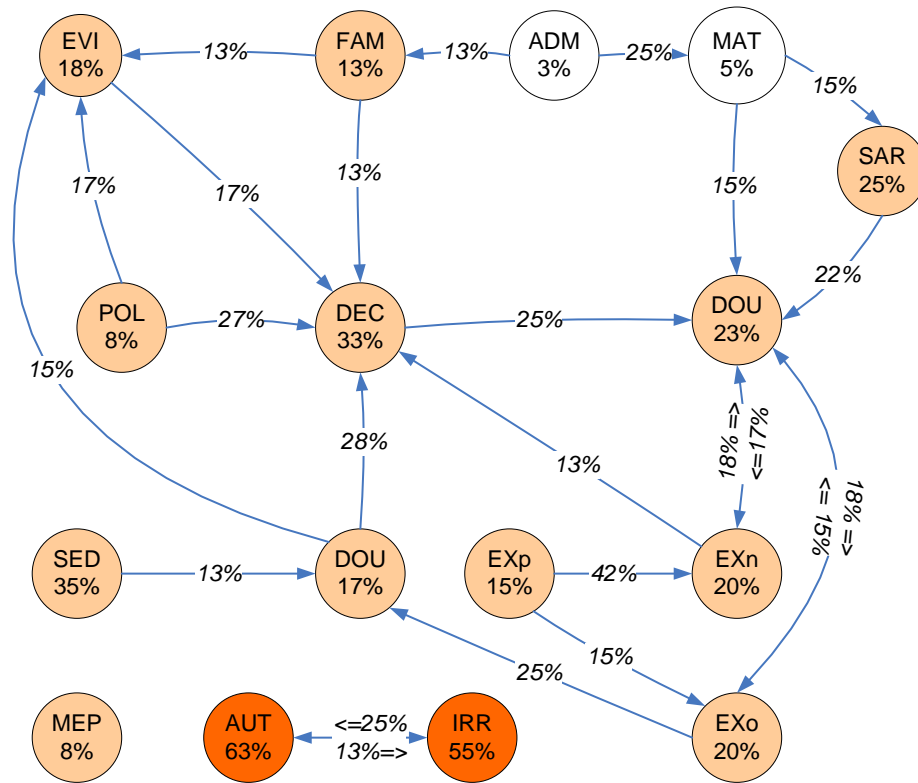 EVI
18%
13%
FAM
13%
13%
ADM
3%
25%
MAT
5%
15%
SAR
25%
17%
17%
13%
15%
22%
POL
8%
27%
DEC
33%
25%
DOU
23%
15%
28%
13%
<= %81
17%=>
18% =>
<= 15%
SED
35%
13%
DOU
17%
EXp
15%
42%
EXn
20%
25%
15%
MEP
8%
AUT
63%
<=25%
13%=>
IRR
55%
EXo
20%